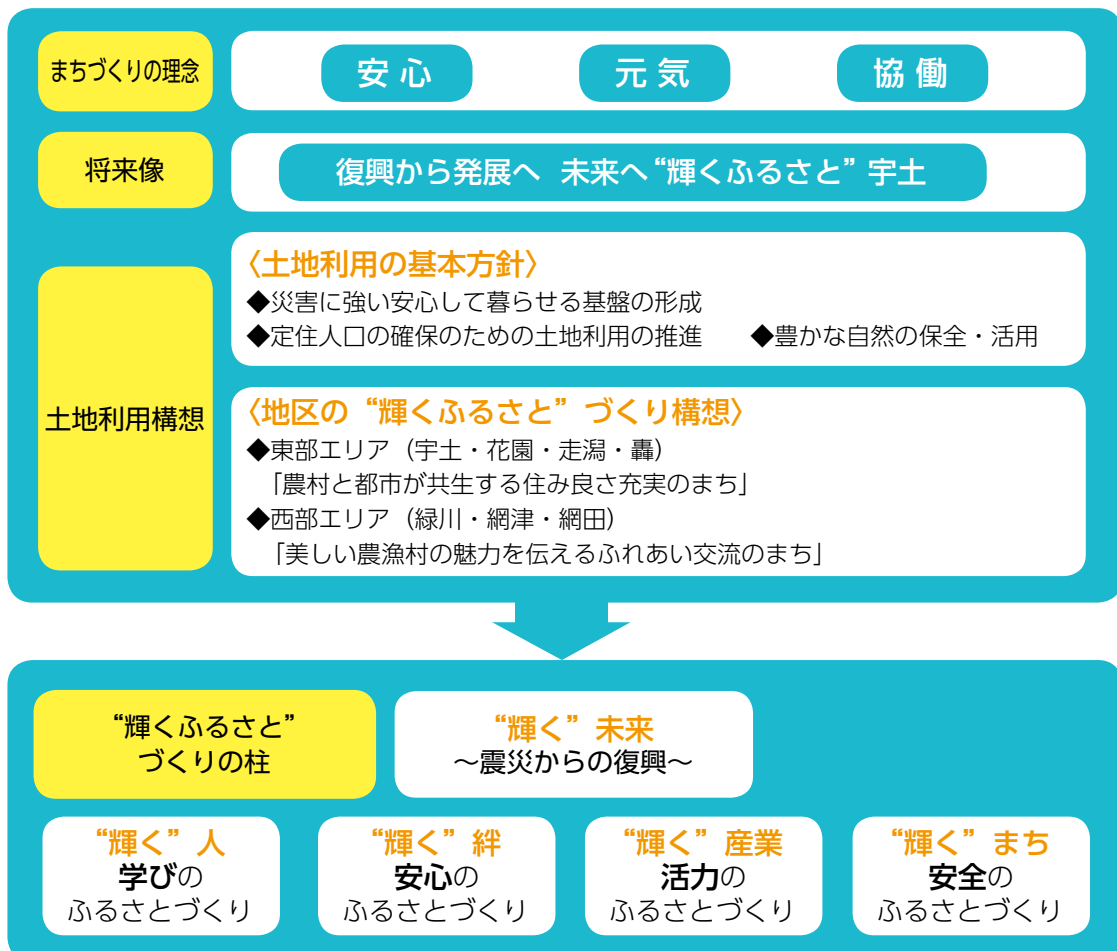 まちづくりの理念
安心 元気 協働
将来像
復興から発展へ 未来へ“輝くふるさと”宇土
土地利用構想
〈土地利用の基本方針〉
◆災害に強い安心して暮らせる基盤の形成
◆定住人口の確保のための土地利用の推進 ◆豊かな自然の保全・活用
〈地区の“輝くふるさと”づくり構想〉
◆東部エリア（宇土・花園・走潟・轟）
「農村と都市が共生する住み良さ充実のまち」
◆西部エリア（緑川・網津・網田）
「美しい農漁村の魅力を伝えるふれあい交流のまち」
“輝くふるさと”
づくりの柱
“輝く”未来
～震災からの復興～
“輝く”人
学びの
ふるさとづくり
“輝く”絆
安心の
ふるさとづくり
“輝く”産業
活力の
ふるさとづくり
“輝く”まち
安全の
ふるさとづくり